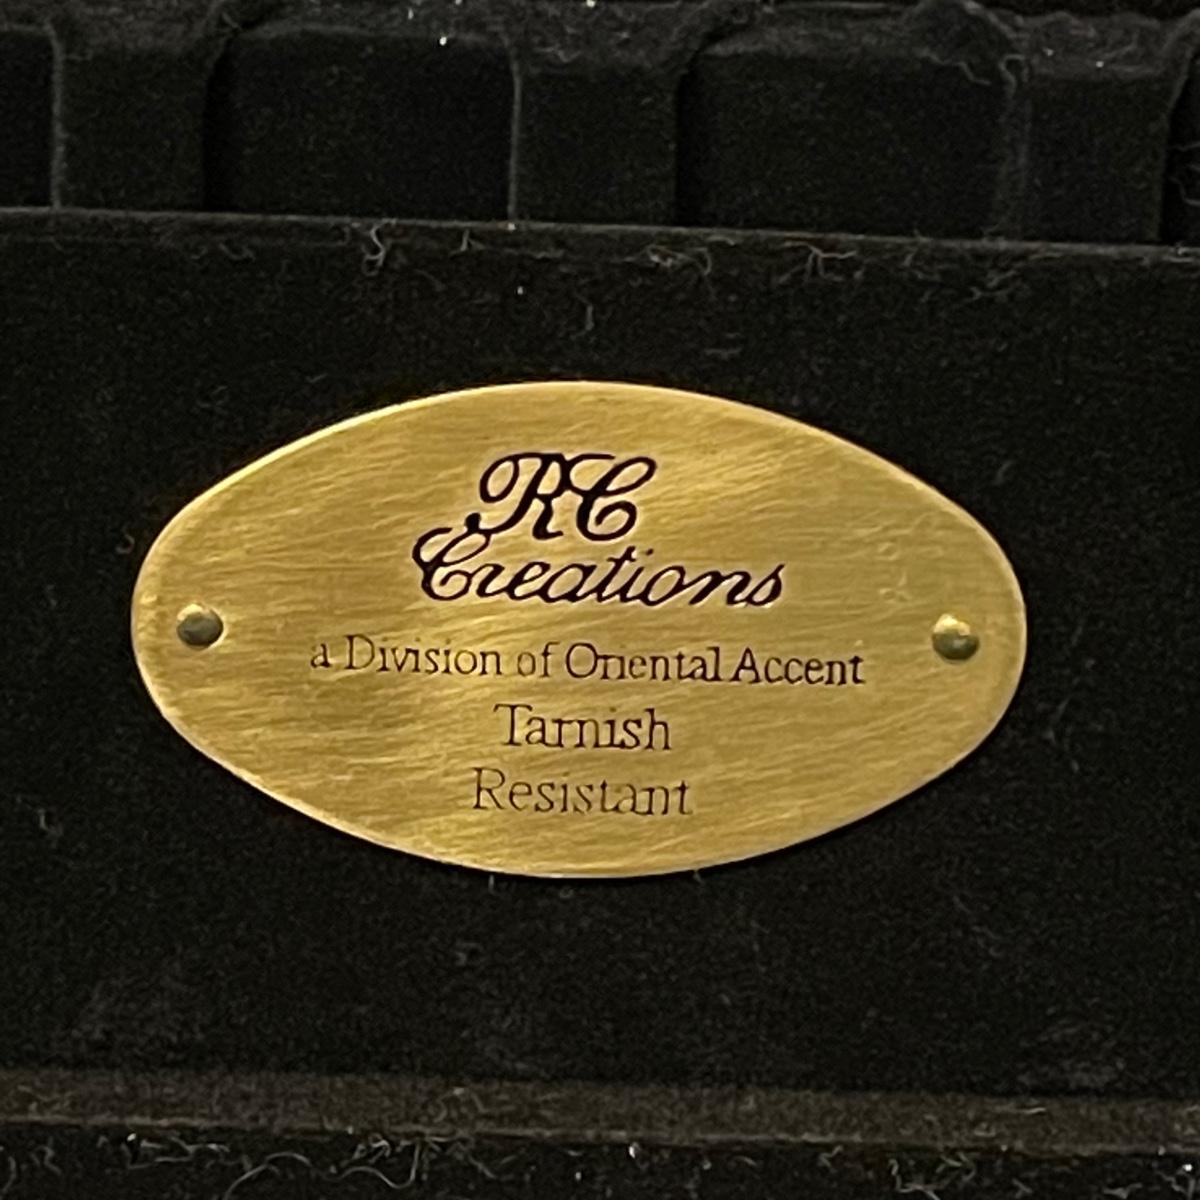 RC
Creations
a Division of Oriental Accent
Tarnish
Resistant